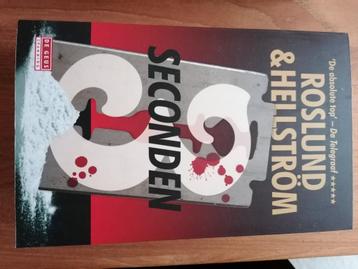 'De absolute top' – De Telegraaf ★★★★★
ROSLUND
& HELLSTRÖM
3
SECONDEN
DE GEUS